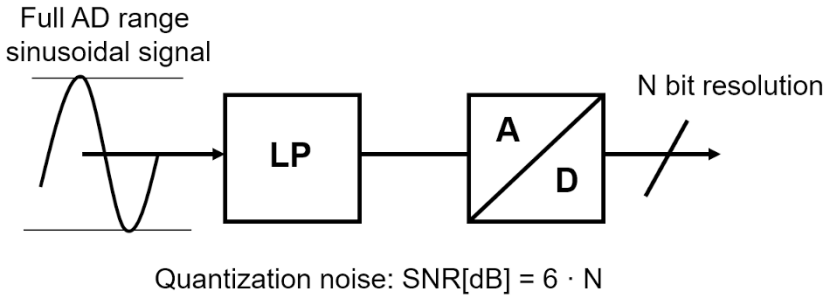 Full AD range
sinusoidal signal
N bit resolution
LP
A
D
Quantization noise: SNR[dB] = 6 · N